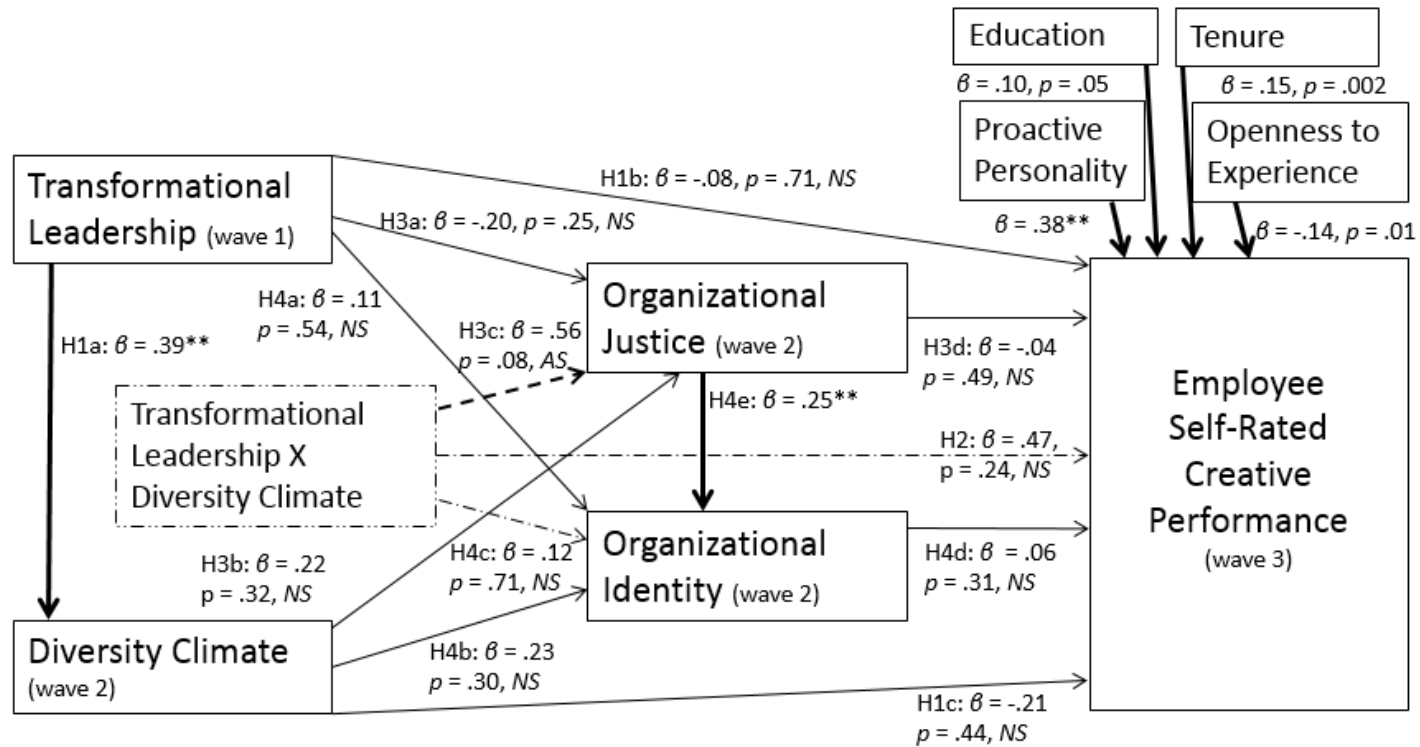 Education
Tenure
β = .10, p = .05
β = .15, p = .002
Proactive
Personality
Openness to
Experience
β = .38**
β = -.14, p = .01
Transformational
Leadership (wave 1)
H1b: β = -.08, p = .71, NS
H3a: β = -.20, p = .25, NS
H4a: β = .11
p = .54, NS
H1a: β = .39**
H3c: β = .56
p = .08, AS
Organizational
Justice (wave 2)
H3d: β = -.04
p = .49, NS
H4e: β = .25**
Transformational
Leadership X
Diversity Climate
H2: β = .47,
p = .24, NS
Employee
Self-Rated
Creative
Performance
(wave 3)
H3b: β = .22
p = .32, NS
H4c: β = .12
p = .71, NS
Organizational
Identity (wave 2)
H4d: β = .06
p = .31, NS
Diversity Climate
(wave 2)
H4b: β = .23
p = .30, NS
H1c: β = -.21
p = .44, NS